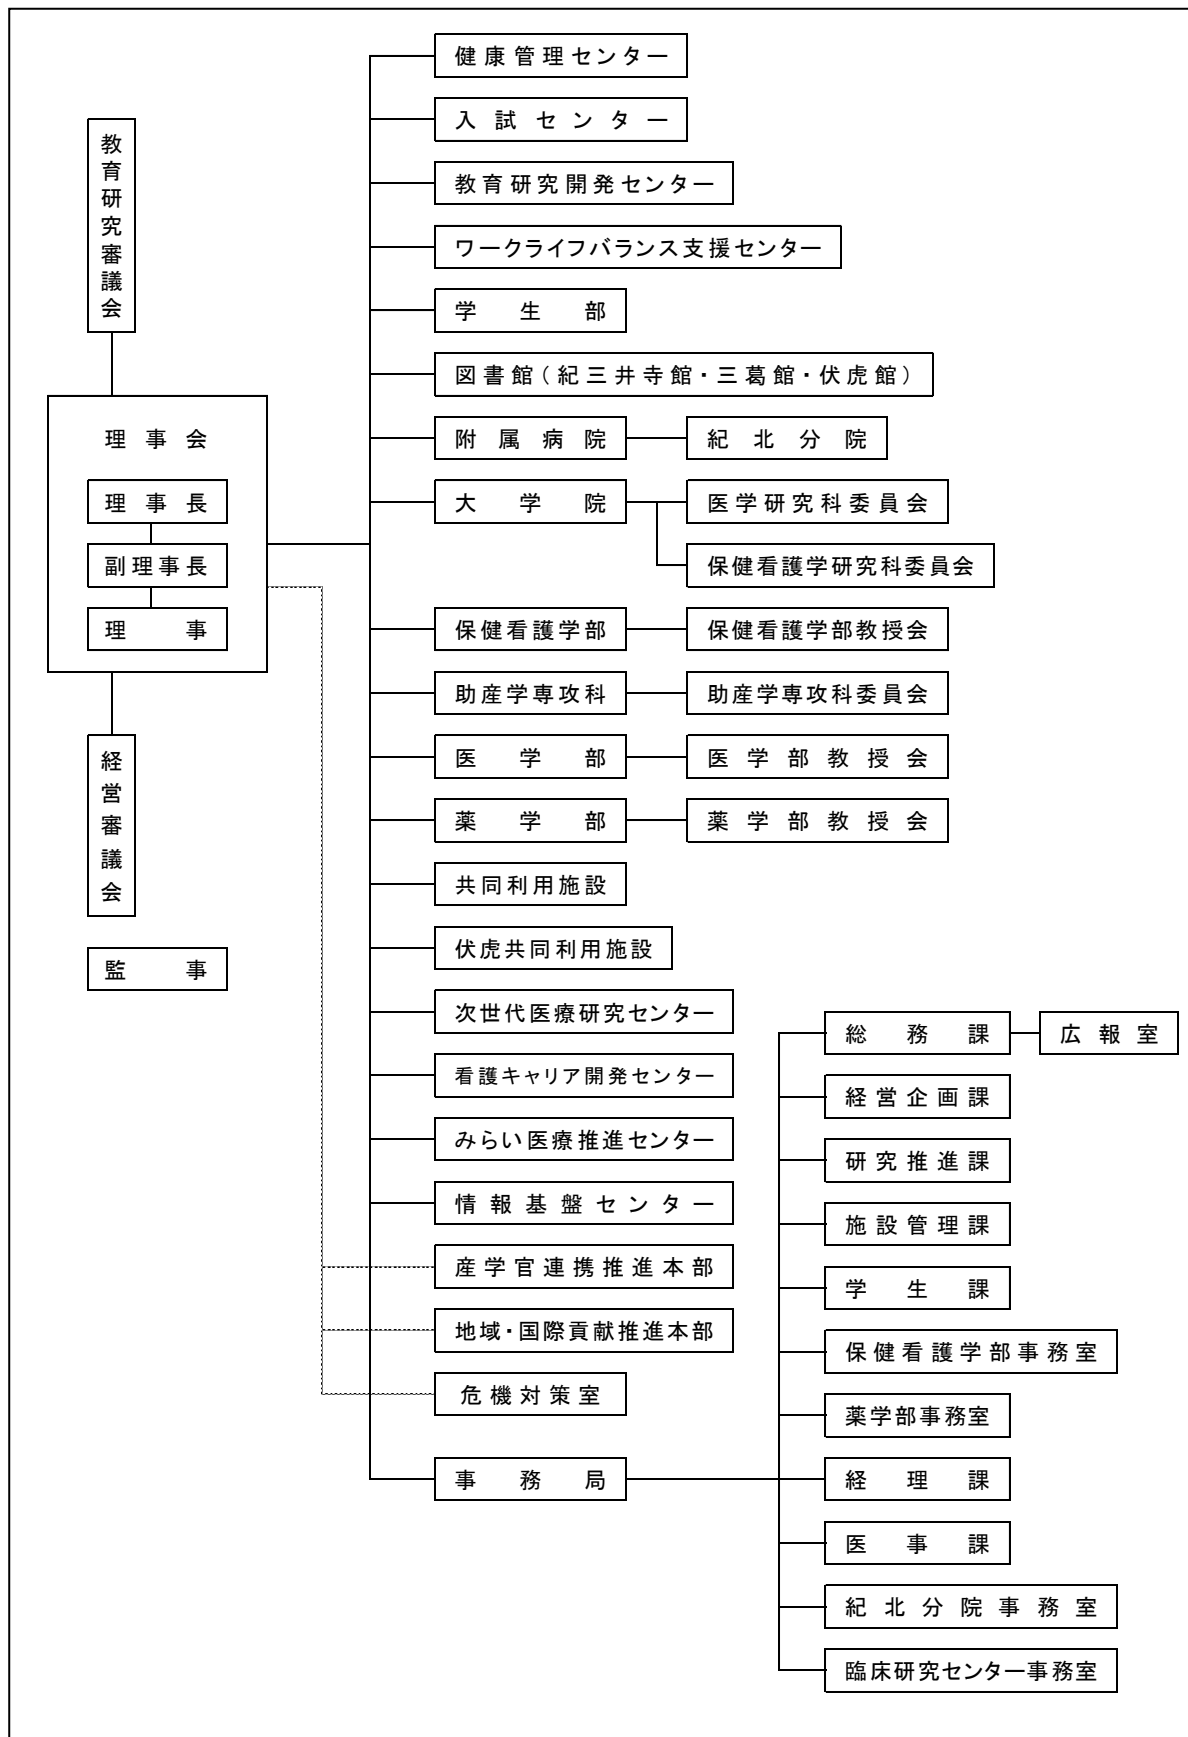 教育研究審議会
理事会
理事長
副理事長
理事
経営審議会
監事
健康管理センター
入試センター
教育研究開発センター
ワークライフバランス支援センター
学生部
図書館（紀三井寺館・三葛館・伏虎館）
附属病院
紀北分院
大学院
医学研究科委員会
保健看護学研究科委員会
保健看護学部
保健看護学部教授会
助産学専攻科
助産学専攻科委員会
医学部
医学部教授会
薬学部
薬学部教授会
共同利用施設
伏虎共同利用施設
次世代医療研究センター
看護キャリア開発センター
みらい医療推進センター
情報基盤センター
産学官連携推進本部
地域・国際貢献推進本部
危機対策室
事務局
総務課
広報室
経営企画課
研究推進課
施設管理課
学生課
保健看護学部事務室
薬学部事務室
経理課
医事課
紀北分院事務室
臨床研究センター事務室